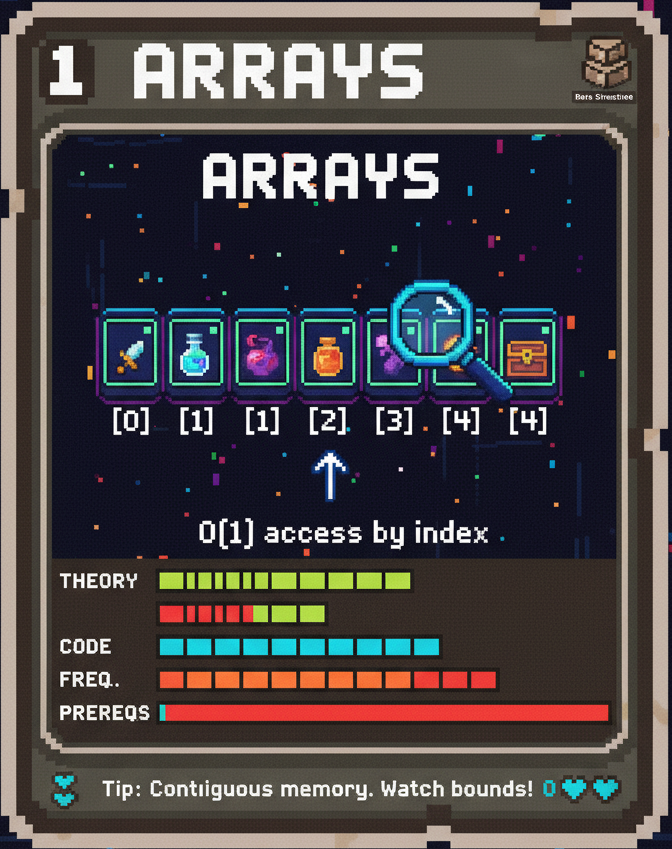 1 ARRAYS
ARRAYS
[0] [1] [1] [2] [3] [4] [4]
O[1] access by index
THEORY
CODE
FREQ.
PREREQS
Tip: Contiiguous memory. Watch bounds! 0